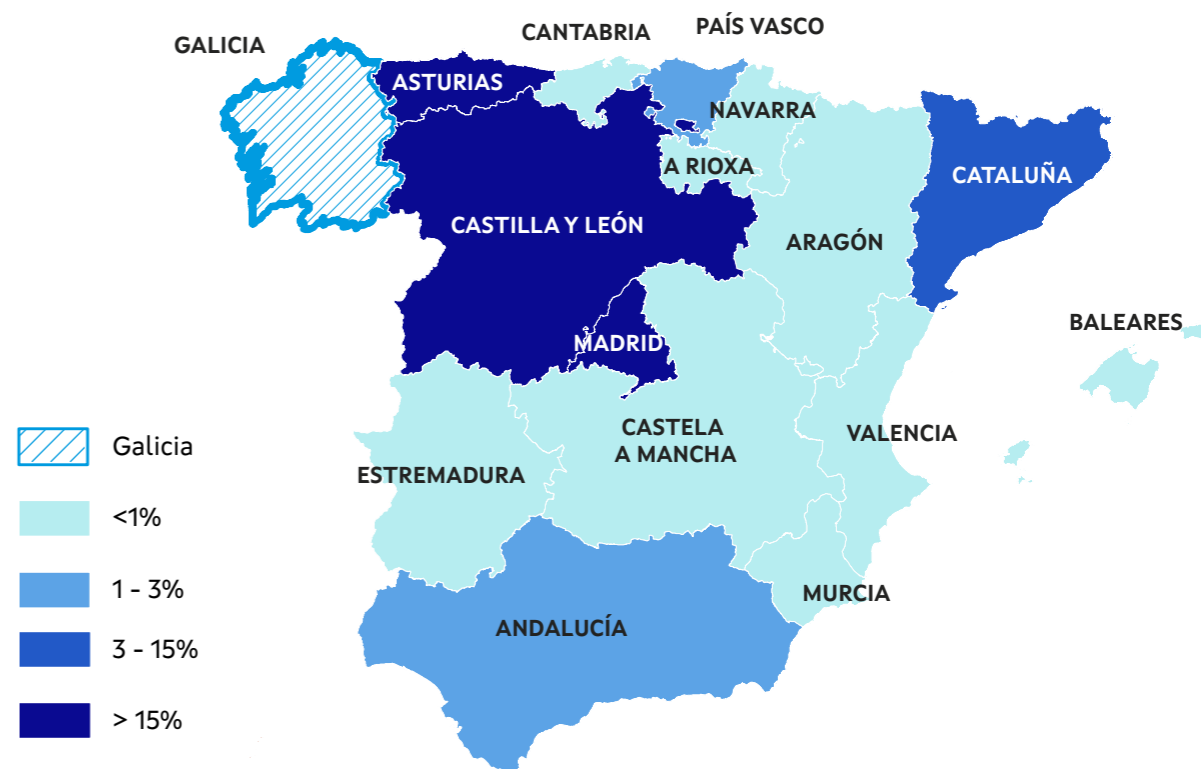 CANTABRIA
PAÍS VASCO
GALICIA
ASTURIAS
NAVARRA
A RIOXA
CATALUÑA
CASTILLA Y LEÓN
ARAGÓN
BALEARES
MADRID
CASTELA
A MANCHA
VALENCIA
ESTREMADURA
MURCIA
ANDALUCÍA
Galicia
<1%
1 - 3%
3 - 15%
> 15%